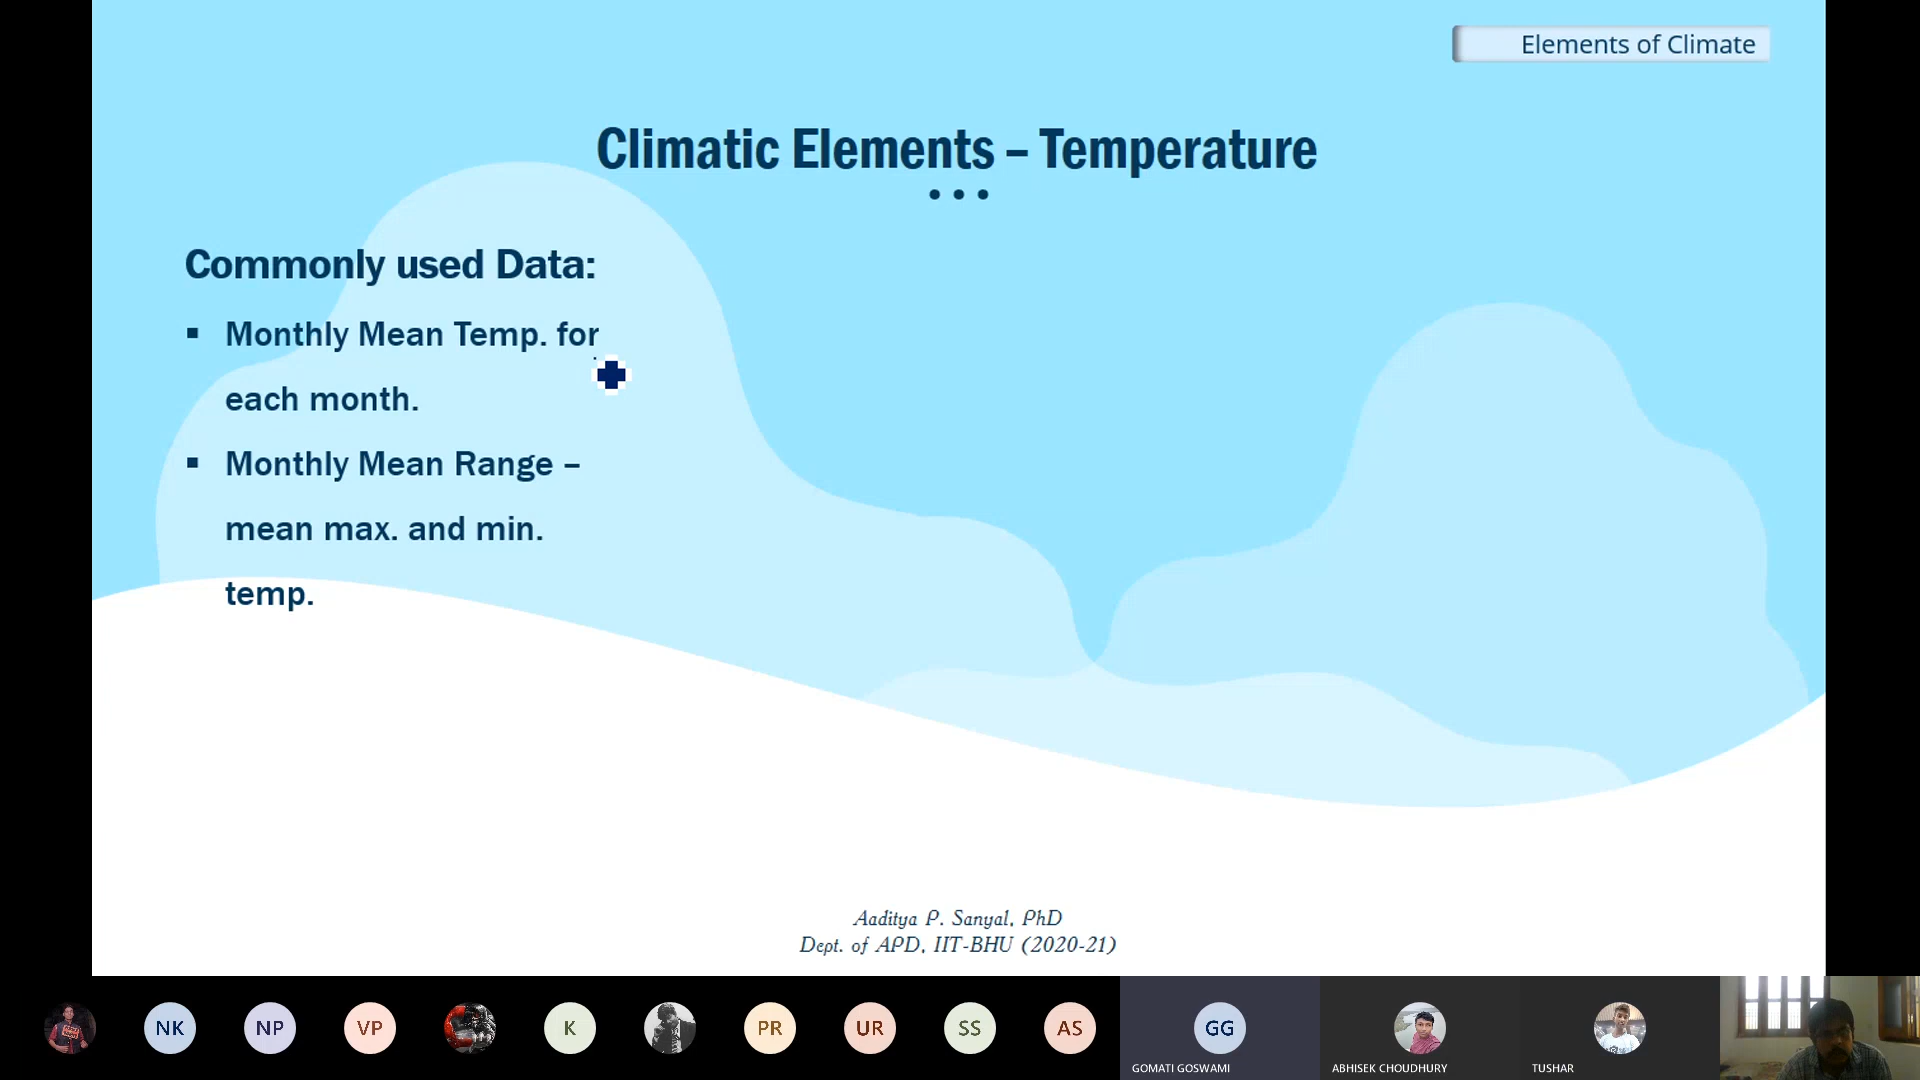 Elements of Climate
Climatic Elements – Temperature
Commonly used Data:
▪ Monthly Mean Temp. for
each month.
▪ Monthly Mean Range –
mean max. and min.
temp.
Aaditya P. Sanyal, PhD
Dept. of APD, IIT-BHU (2020-21)
NK
NP
VP
K
PR
UR
SS
AS
GG
GOMATI GOSWAMI
ABHISEK CHOUDHURY
TUSHAR